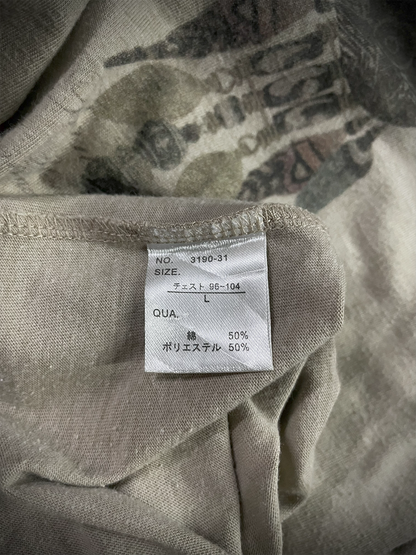 NO. 3190-31
SIZE.
チェスト 96-104
L
QUA.
綿 50%
ポリエステル 50%